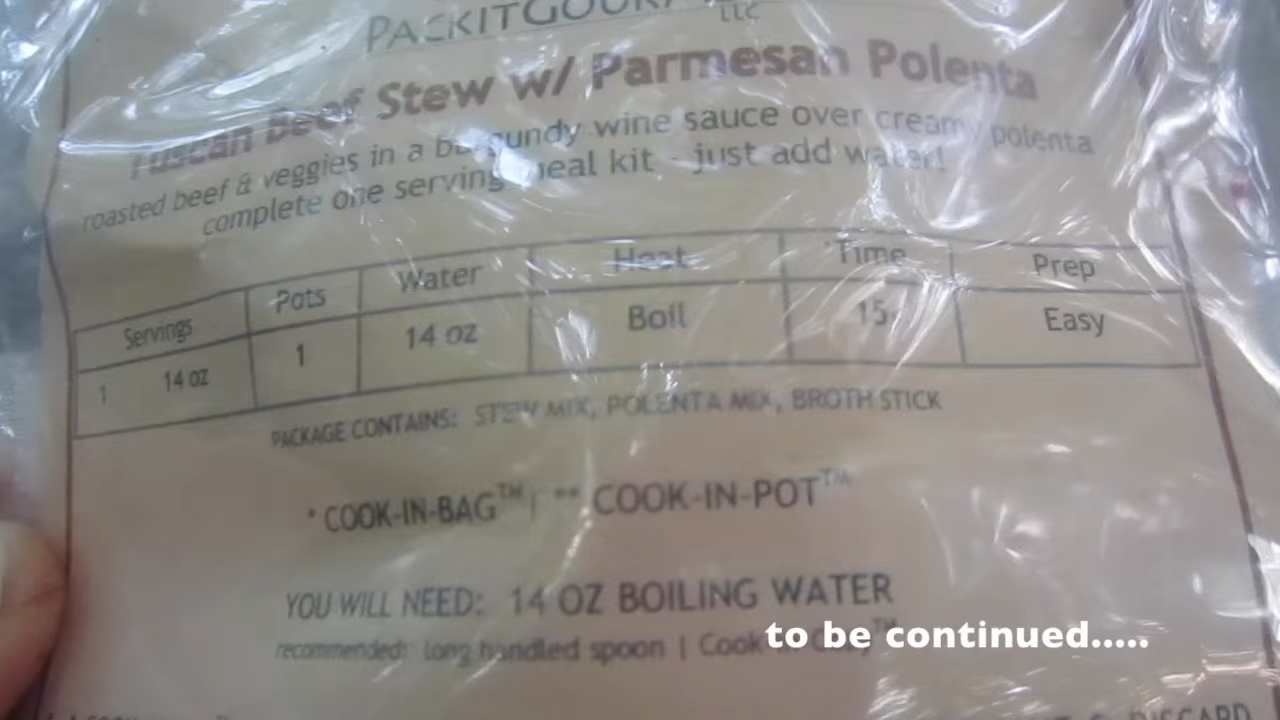 PACKITGOURM
LLC
Tuscan Beef Stew w/ Parmesan Polenta
roasted beef & veggies in a burgundy wine sauce over creamy polenta
complete one serving meal kit - just add water!
Servings Pots Water Heat Time Prep
1 14 oz 1 14 oz Boil 15 Easy
PACKAGE CONTAINS: STEW MIX, POLENTA MIX, BROTH STICK
* COOK-IN-BAG™ | ** COOK-IN-POT™
YOU WILL NEED: 14 OZ BOILING WATER
recommended: long handled spoon | Cook
to be continued.....
DISCARD